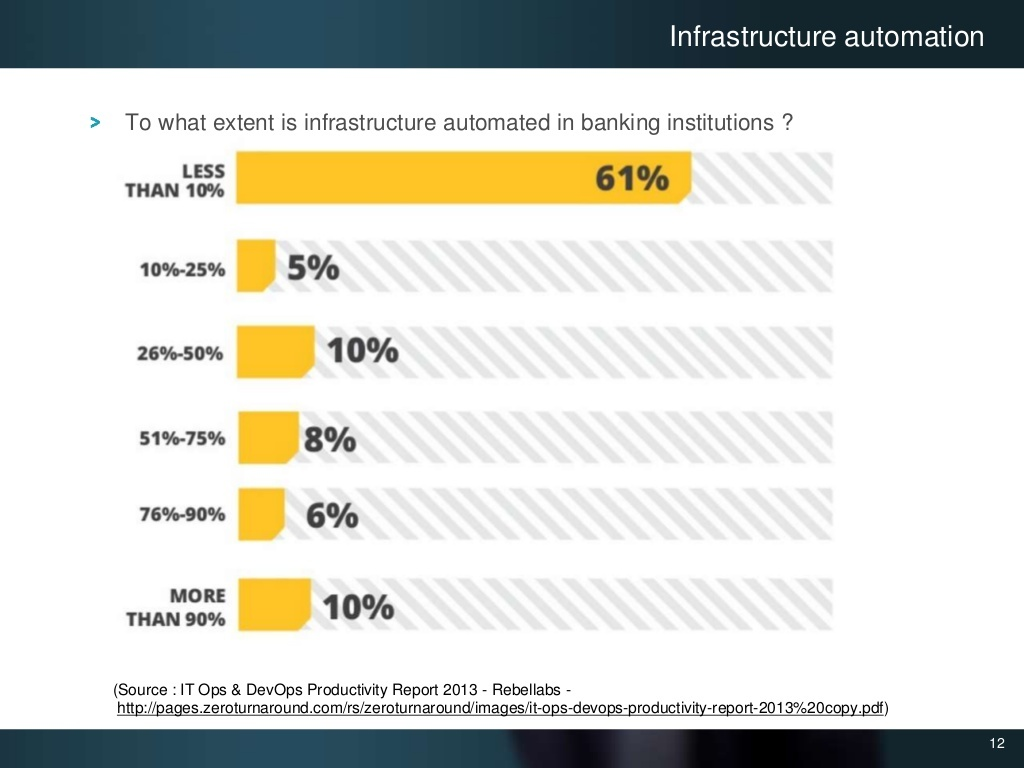 Infrastructure automation
> To what extent is infrastructure automated in banking institutions ?
LESS
THAN 10%
61%
10%-25%
5%
26%-50%
10%
51%-75%
8%
76%-90%
6%
MORE
THAN 90%
10%
(Source : IT Ops & DevOps Productivity Report 2013 - Rebellabs -
http://pages.zeroturnaround.com/rs/zeroturnaround/images/it-ops-devops-productivity-report-2013%20copy.pdf)
12